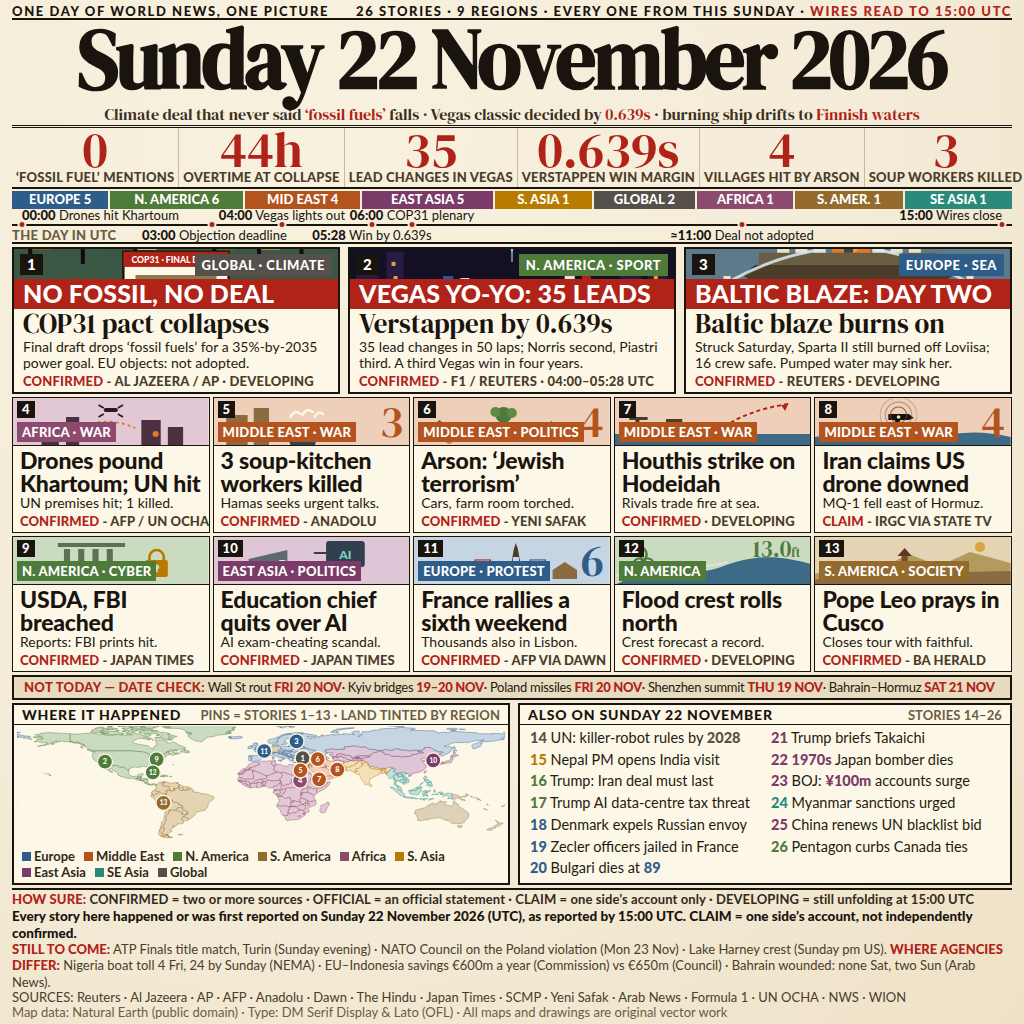 ONE DAY OF WORLD NEWS, ONE PICTURE
26 STORIES · 9 REGIONS · EVERY ONE FROM THIS SUNDAY · WIRES READ TO 15:00 UTC
Sunday 22 November 2026
Climate deal that never said ‘fossil fuels’ falls · Vegas classic decided by 0.639s · burning ship drifts to Finnish waters
0
‘FOSSIL FUEL’ MENTIONS
44h
OVERTIME AT COLLAPSE
35
LEAD CHANGES IN VEGAS
0.639s
VERSTAPPEN WIN MARGIN
4
VILLAGES HIT BY ARSON
3
SOUP WORKERS KILLED
EUROPE 5
N. AMERICA 6
MID EAST 4
EAST ASIA 5
S. ASIA 1
GLOBAL 2
AFRICA 1
S. AMER. 1
SE ASIA 1
00:00 Drones hit Khartoum
04:00 Vegas lights out
06:00 COP31 plenary
15:00 Wires close
THE DAY IN UTC
03:00 Objection deadline
05:28 Win by 0.639s
≈11:00 Deal not adopted
1
COP31 · FINAL
GLOBAL · CLIMATE
NO FOSSIL, NO DEAL
COP31 pact collapses
Final draft drops ‘fossil fuels’ for a 35%-by-2035
power goal. EU objects: not adopted.
CONFIRMED - AL JAZEERA / AP · DEVELOPING
2
N. AMERICA · SPORT
VEGAS YO-YO: 35 LEADS
Verstappen by 0.639s
35 lead changes in 50 laps; Norris second, Piastri
third. A third Vegas win in four years.
CONFIRMED - F1 / REUTERS · 04:00–05:28 UTC
3
EUROPE · SEA
BALTIC BLAZE: DAY TWO
Baltic blaze burns on
Struck Saturday, Sparta II still burned off Loviisa;
16 crew safe. Pumped water may sink her.
CONFIRMED - REUTERS · DEVELOPING
4
AFRICA · WAR
Drones pound
Khartoum; UN hit
UN premises hit; 1 killed.
CONFIRMED - AFP / UN OCHA
5
MIDDLE EAST · WAR
3
3 soup-kitchen
workers killed
Hamas seeks urgent talks.
CONFIRMED - ANADOLU
6
MIDDLE EAST · POLITICS
4
Arson: ‘Jewish
terrorism’
Cars, farm room torched.
CONFIRMED - YENI SAFAK
7
MIDDLE EAST · WAR
Houthis strike on
Hodeidah
Rivals trade fire at sea.
CONFIRMED · DEVELOPING
8
MIDDLE EAST · WAR
4
Iran claims US
drone downed
MQ-1 fell east of Hormuz.
CLAIM - IRGC VIA STATE TV
9
N. AMERICA · CYBER
USDA, FBI
breached
Reports: FBI prints hit.
CONFIRMED - JAPAN TIMES
10
AI
EAST ASIA · POLITICS
Education chief
quits over AI
AI exam-cheating scandal.
CONFIRMED - JAPAN TIMES
11
EUROPE · PROTEST
6
France rallies a
sixth weekend
Thousands also in Lisbon.
CONFIRMED - AFP VIA DAWN
12
13.0ft
N. AMERICA
Flood crest rolls
north
Crest forecast a record.
CONFIRMED · DEVELOPING
13
S. AMERICA · SOCIETY
Pope Leo prays in
Cusco
Closes tour with faithful.
CONFIRMED - BA HERALD
NOT TODAY — DATE CHECK: Wall St rout FRI 20 NOV· Kyiv bridges 19–20 NOV· Poland missiles FRI 20 NOV· Shenzhen summit THU 19 NOV· Bahrain–Hormuz SAT 21 NOV
WHERE IT HAPPENED
PINS = STORIES 1–13 · LAND TINTED BY REGION
2
9
12
13
11
3
1
6
5
4
7
8
10
Europe
Middle East
N. America
S. America
Africa
S. Asia
East Asia
SE Asia
Global
ALSO ON SUNDAY 22 NOVEMBER
STORIES 14–26
14 UN: killer-robot rules by 2028
15 Nepal PM opens India visit
16 Trump: Iran deal must last
17 Trump AI data-centre tax threat
18 Denmark expels Russian envoy
19 Zecler officers jailed in France
20 Bulgari dies at 89
21 Trump briefs Takaichi
22 1970s Japan bomber dies
23 BOJ: ¥100m accounts surge
24 Myanmar sanctions urged
25 China renews UN blacklist bid
26 Pentagon curbs Canada ties
HOW SURE: CONFIRMED = two or more sources · OFFICIAL = an official statement · CLAIM = one side’s account only · DEVELOPING = still unfolding at 15:00 UTC
Every story here happened or was first reported on Sunday 22 November 2026 (UTC), as reported by 15:00 UTC. CLAIM = one side’s account, not independently
confirmed.
STILL TO COME: ATP Finals title match, Turin (Sunday evening) · NATO Council on the Poland violation (Mon 23 Nov) · Lake Harney crest (Sunday pm US). WHERE AGENCIES
DIFFER: Nigeria boat toll 4 Fri, 24 by Sunday (NEMA) · EU–Indonesia savings €600m a year (Commission) vs €650m (Council) · Bahrain wounded: none Sat, two Sun (Arab
News).
SOURCES: Reuters · Al Jazeera · AP · AFP · Anadolu · Dawn · The Hindu · Japan Times · SCMP · Yeni Safak · Arab News · Formula 1 · UN OCHA · NWS · WION
Map data: Natural Earth (public domain) · Type: DM Serif Display & Lato (OFL) · All maps and drawings are original vector work